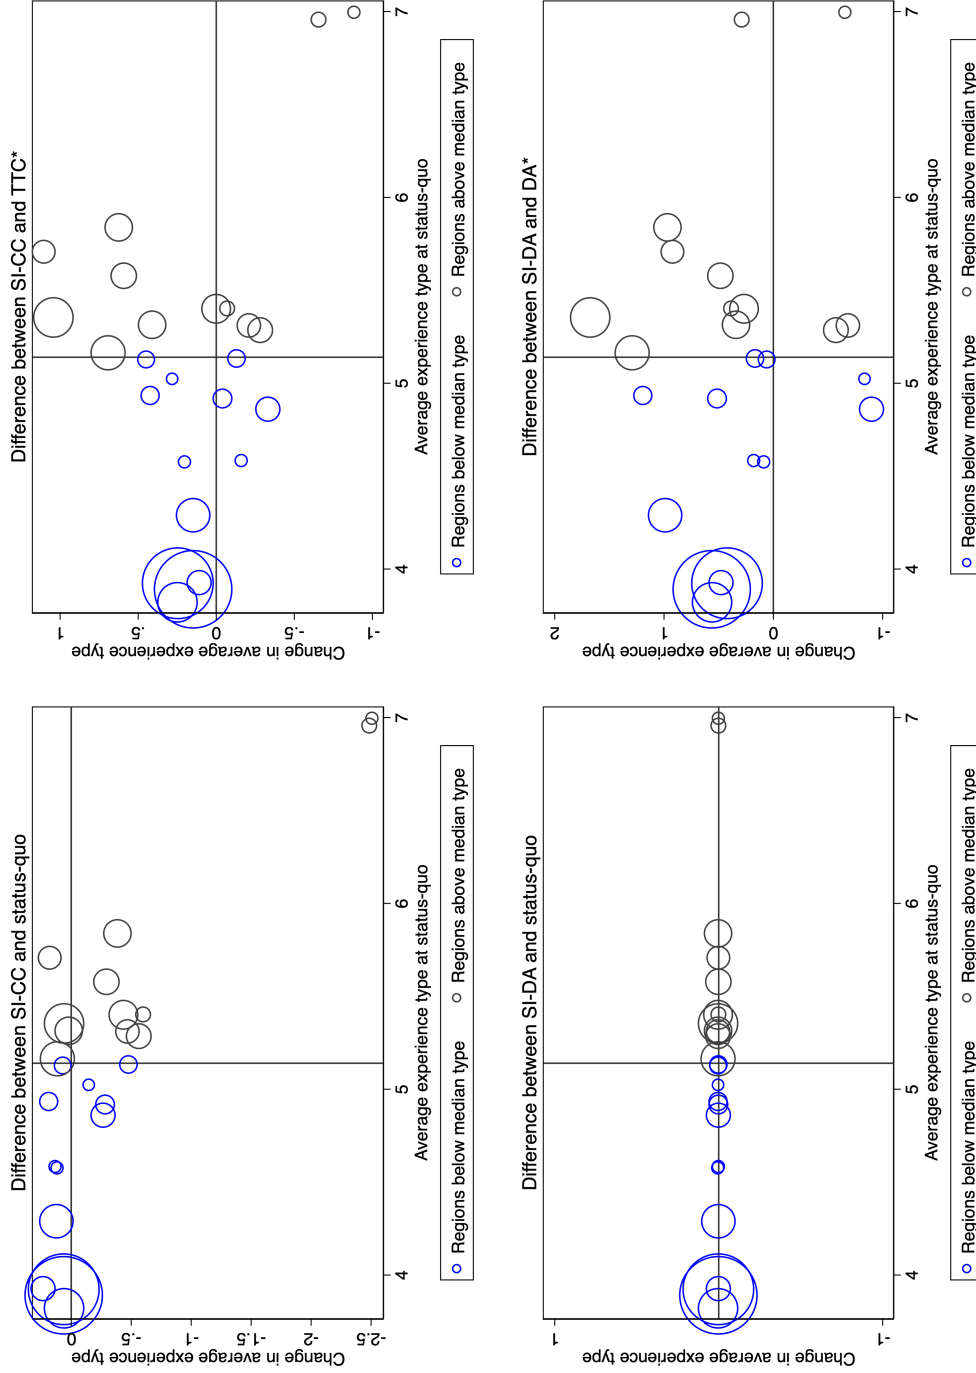 Difference between SI-CC and status-quo
Change in average experience type
0
-.5
-1
-1.5
-2
-2.5
4
5
6
7
Average experience type at status-quo
Regions below median type
Regions above median type
Difference between SI-CC and TTC*
Change in average experience type
1
.5
0
-.5
-1
4
5
6
7
Average experience type at status-quo
Regions below median type
Regions above median type
Difference between SI-DA and status-quo
Change in average experience type
1
-1
4
5
6
7
Average experience type at status-quo
Regions below median type
Regions above median type
Difference between SI-DA and DA*
Change in average experience type
2
1
0
-1
4
5
6
7
Average experience type at status-quo
Regions below median type
Regions above median type